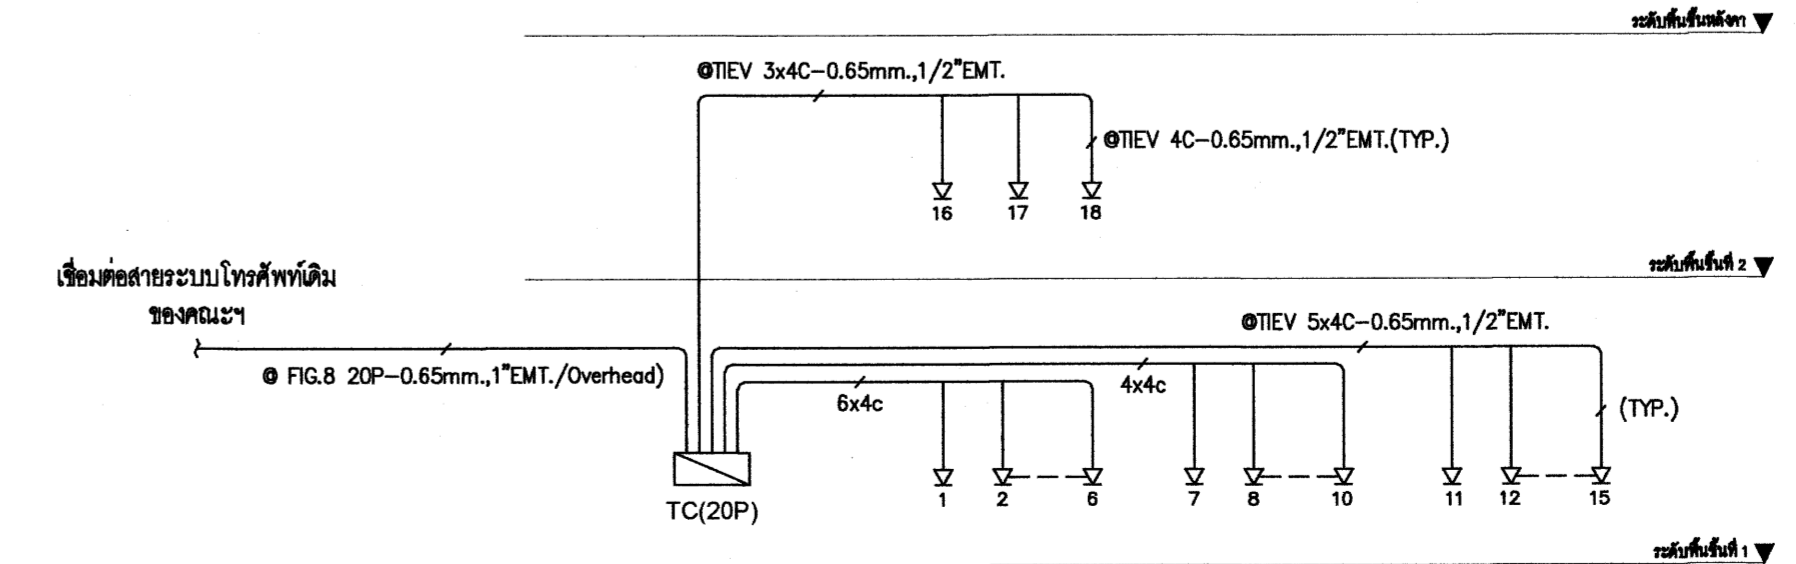 ระดับพื้นชั้นหลังคา
@TIEV 3x4C-0.65mm.,1/2"EMT.
@TIEV 4C-0.65mm.,1/2"EMT.(TYP.)
16 17 18
เชื่อมต่อสายระบบโทรศัพท์เดิม
ของคณะฯ
ระดับพื้นชั้นที่ 2
@TIEV 5x4C-0.65mm.,1/2"EMT.
@ FIG.8 20P-0.65mm.,1"EMT./Overhead)
6x4c
4x4c
(TYP.)
1 2 6 7 8 10 11 12 15
TC(20P)
ระดับพื้นชั้นที่ 1